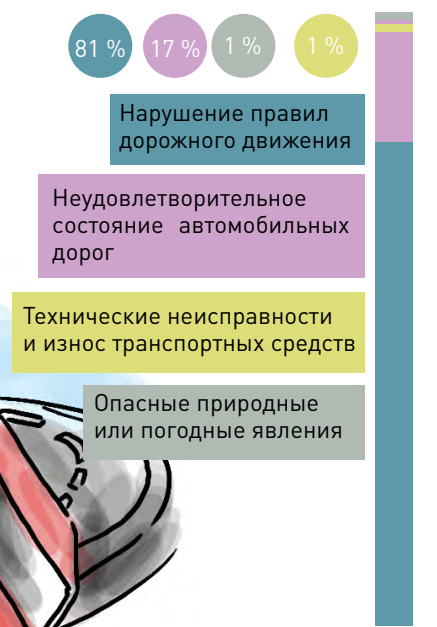 81 % 17 % 1 % 1 %
Нарушение правил
дорожного движения
Неудовлетворительное
состояние автомобильных
дорог
Технические неисправности
и износ транспортных средств
Опасные природные
или погодные явления